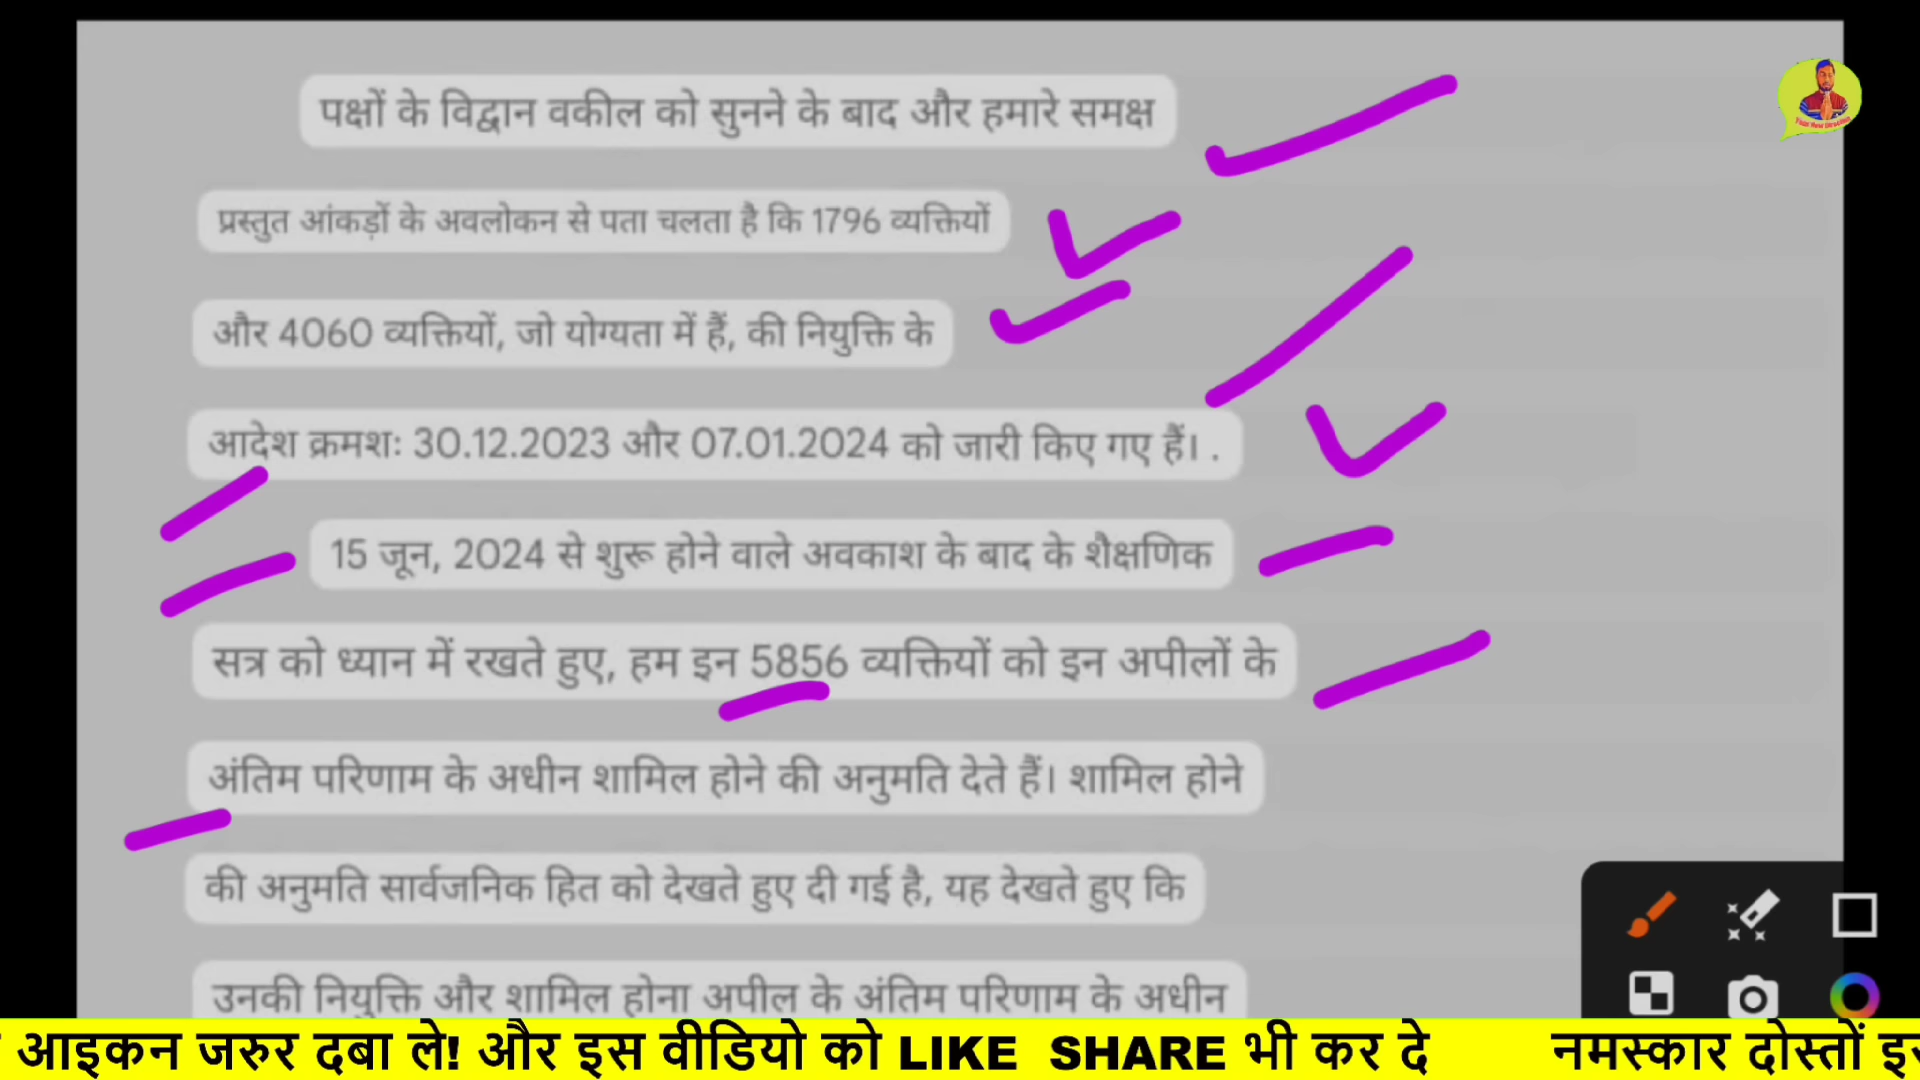 पक्षों के विद्वान वकील को सुनने के बाद और हमारे समक्ष
प्रस्तुत आंकड़ों के अवलोकन से पता चलता है कि 1796 व्यक्तियों
और 4060 व्यक्तियों, जो योग्यता में हैं, की नियुक्ति के
आदेश क्रमशः 30.12.2023 और 07.01.2024 को जारी किए गए हैं। .
15 जून, 2024 से शुरू होने वाले अवकाश के बाद के शैक्षणिक
सत्र को ध्यान में रखते हुए, हम इन 5856 व्यक्तियों को इन अपीलों के
अंतिम परिणाम के अधीन शामिल होने की अनुमति देते हैं। शामिल होने
की अनुमति सार्वजनिक हित को देखते हुए दी गई है, यह देखते हुए कि
उनकी नियुक्ति और शामिल होना अपील के अंतिम परिणाम के अधीन
आइकन जरुर दबा ले! और इस वीडियो को LIKE SHARE भी कर दे नमस्कार दोस्तों